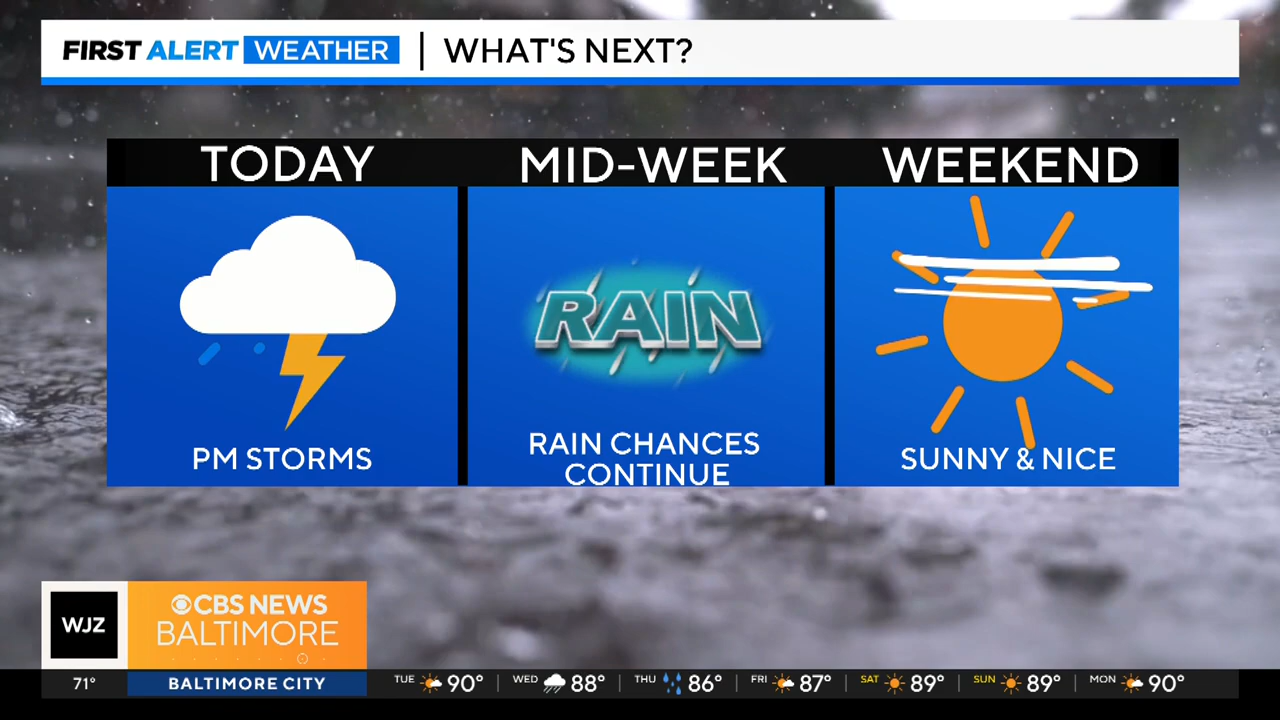 FIRST ALERT WEATHER | WHAT'S NEXT?
TODAY
MID-WEEK
WEEKEND
RAIN
PM STORMS
RAIN CHANCES
CONTINUE
SUNNY & NICE
WJZ
CBS NEWS
BALTIMORE
71° BALTIMORE CITY TUE 90° | WED 88° | THU 86° | FRI 87° | SAT 89° | SUN 89° | MON 90°